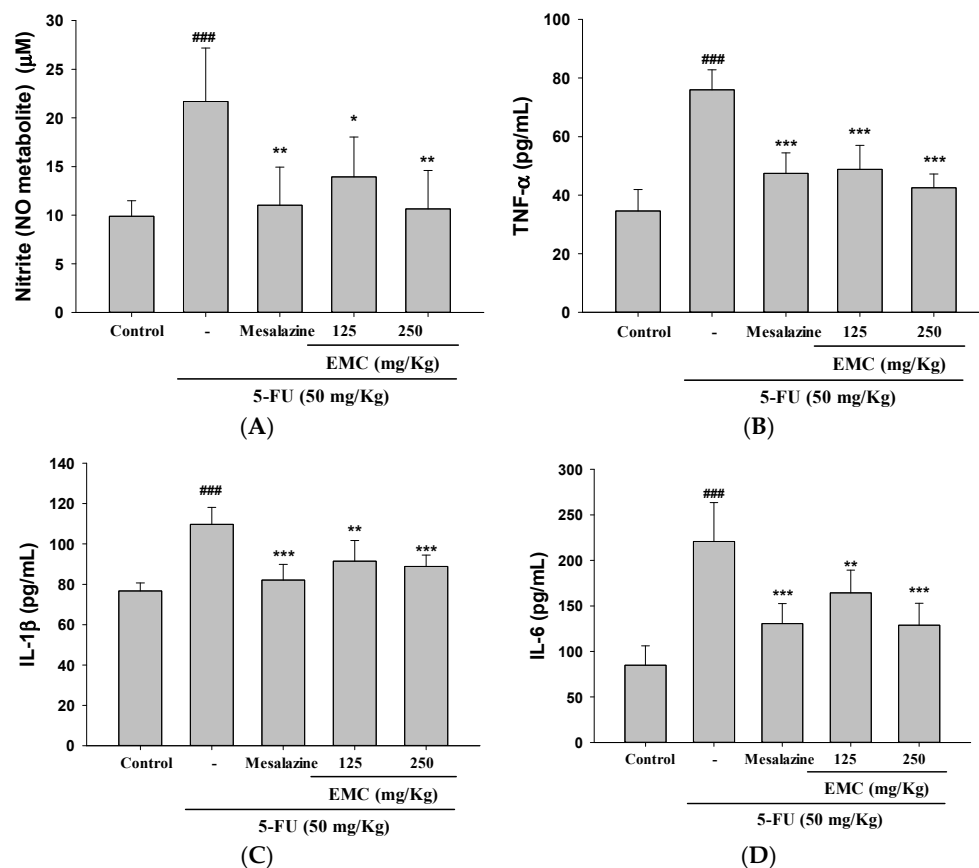 Nitrite (NO metabolite) (μM)
30
25
20
15
10
5
0
###
**
*
**
Control
-
Mesalazine
125
250
EMC (mg/Kg)
5-FU (50 mg/Kg)
(A)
TNF-α (pg/mL)
100
80
60
40
20
0
###
***
***
***
Control
-
Mesalazine
125
250
EMC (mg/Kg)
5-FU (50 mg/Kg)
(B)
IL-1β (pg/mL)
140
120
100
80
60
40
20
0
###
***
**
***
Control
-
Mesalazine
125
250
EMC (mg/Kg)
5-FU (50 mg/Kg)
(C)
IL-6 (pg/mL)
300
250
200
150
100
50
0
###
***
**
***
Control
-
Mesalazine
125
250
EMC (mg/Kg)
5-FU (50 mg/Kg)
(D)